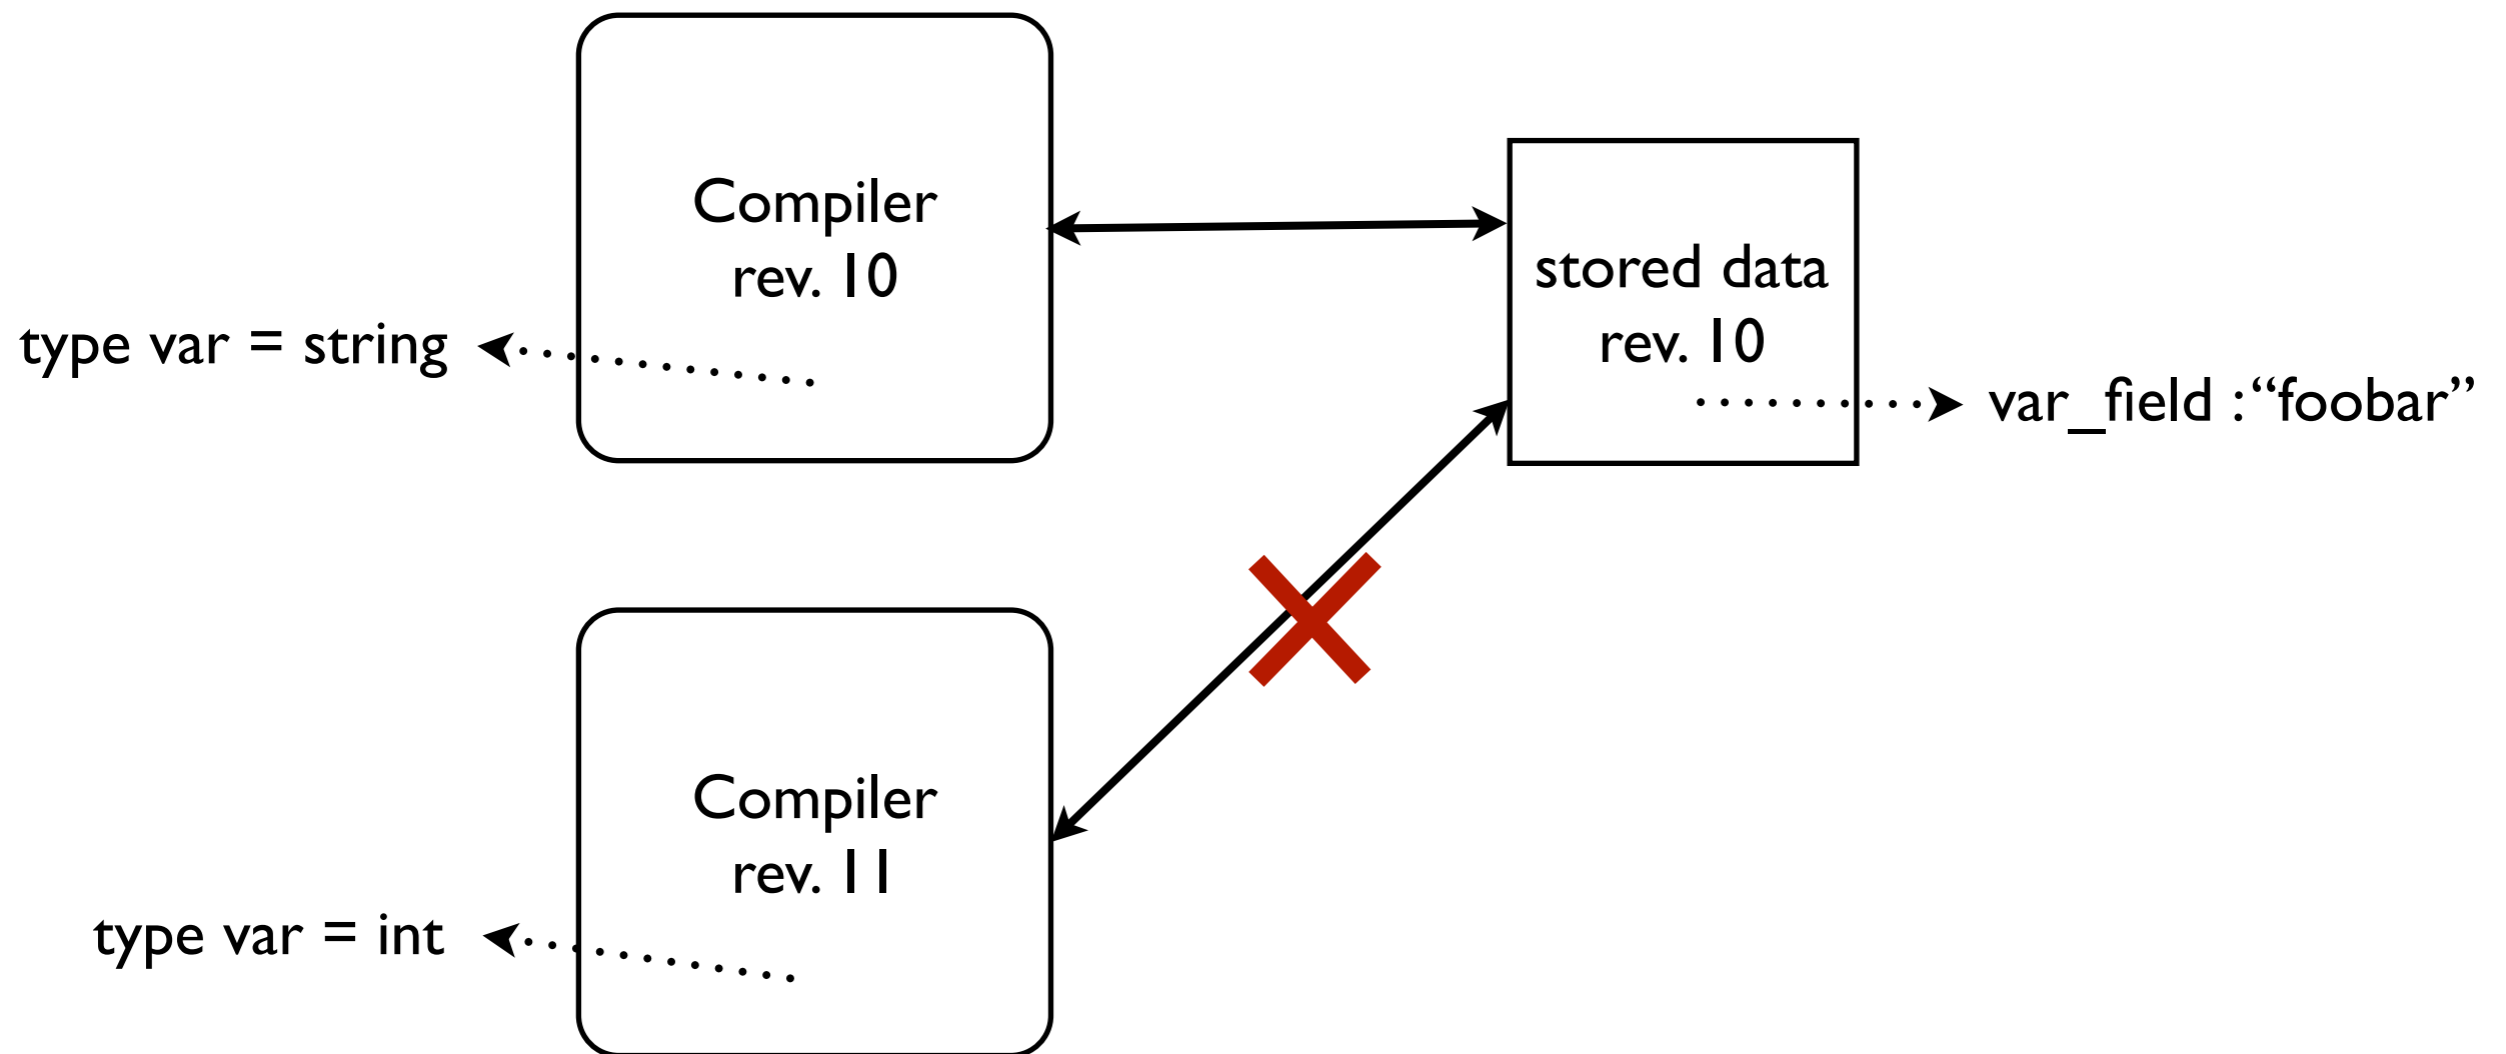 Compiler
rev. 10
type var = string
stored data
rev. 10
var_field :“foobar”
Compiler
rev. 11
type var = int